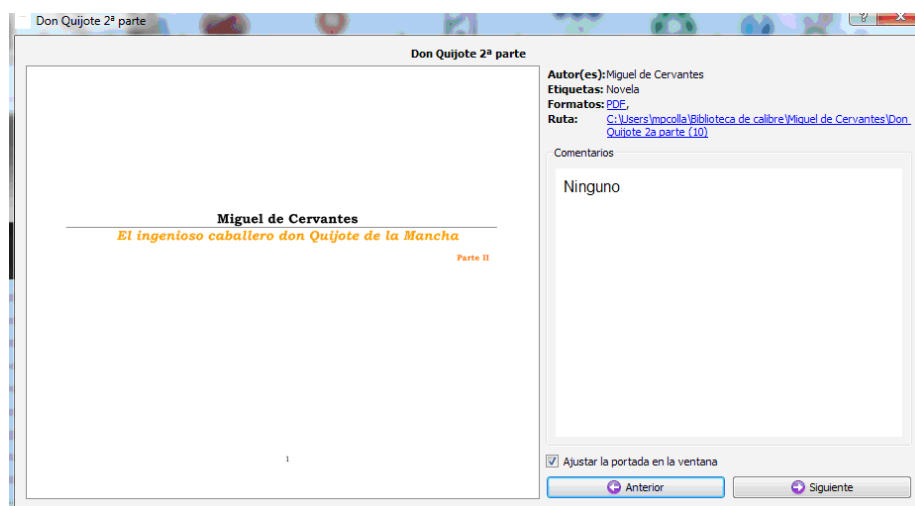 Don Quijote 2ª parte
Don Quijote 2ª parte
Miguel de Cervantes
El ingenioso caballero don Quijote de la Mancha
Parte II
1
Autor(es): Miguel de Cervantes
Etiquetas: Novela
Formatos: PDF,
Ruta: C:\Users\mpcolla\Biblioteca de calibre\Miguel de Cervantes\Don
Quijote 2a parte (10)
Comentarios
Ninguno
Ajustar la portada en la ventana
Anterior
Siguiente